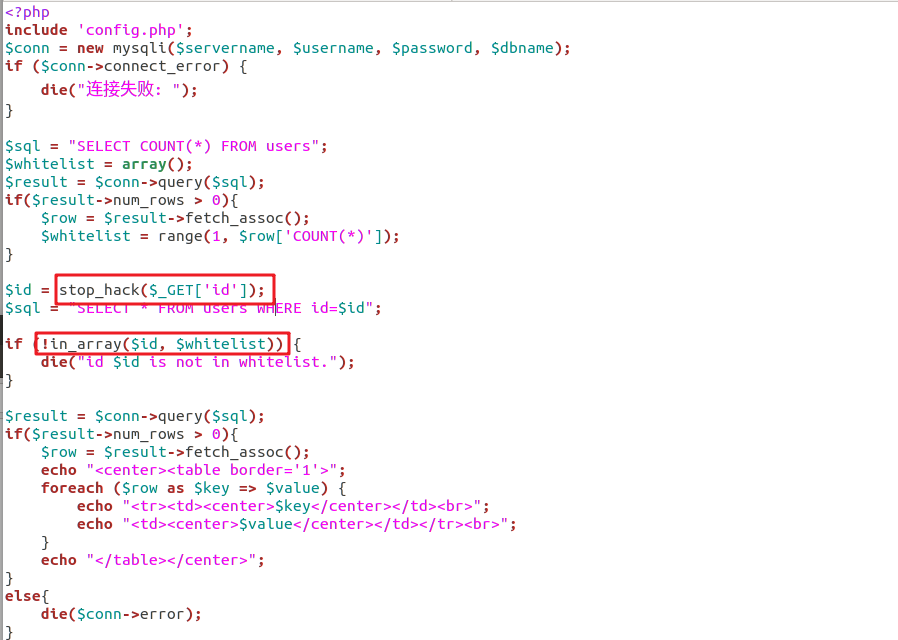 <?php
include 'config.php';
$conn = new mysqli($servername, $username, $password, $dbname);
if ($conn->connect_error) {
    die("连接失败: ");
}
$sql = "SELECT COUNT(*) FROM users";
$whitelist = array();
$result = $conn->query($sql);
if($result->num_rows > 0){
    $row = $result->fetch_assoc();
    $whitelist = range(1, $row['COUNT(*)']);
}
$id = stop_hack($_GET['id']);
$sql = "SELECT * FROM users WHERE id=$id";
if (!in_array($id, $whitelist)) {
    die("id $id is not in whitelist.");
}
$result = $conn->query($sql);
if($result->num_rows > 0){
    $row = $result->fetch_assoc();
    echo "<center><table border='1'>";
    foreach ($row as $key => $value) {
        echo "<tr><td><center>$key</center></td><br>";
        echo "<td><center>$value</center></td></tr><br>";
    }
    echo "</table></center>";
}
else{
    die($conn->error);
}